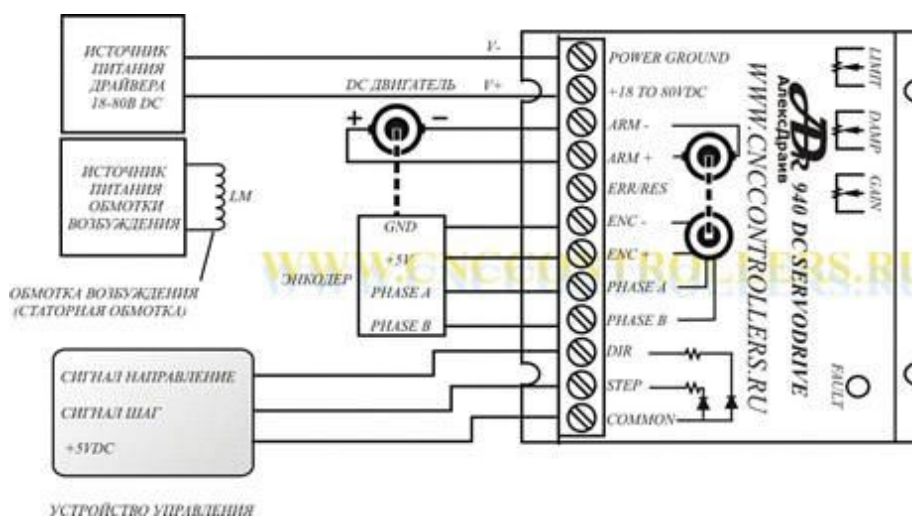 ИСТОЧНИК
ПИТАНИЯ
ДРАЙВЕРА
18-80В DC
ИСТОЧНИК
ПИТАНИЯ
ОБМОТКИ
ВОЗБУЖДЕНИЯ
LM
ОБМОТКА ВОЗБУЖДЕНИЯ
(СТАТОРНАЯ ОБМОТКА)
V-
DC ДВИГАТЕЛЬ
V+
+
−
ЭНКОДЕР
GND
+5V
PHASE A
PHASE B
СИГНАЛ НАПРАВЛЕНИЕ
СИГНАЛ ШАГ
+5VDC
УСТРОЙСТВО УПРАВЛЕНИЯ
POWER GROUND
+18 TO 80VDC
ARM -
ARM +
ERR/RES
ENC -
ENC +
PHASE A
PHASE B
DIR
STEP
COMMON
WWW.CNCCONTROLLERS.RU
АлексДрайв
940 DC SERVODRIVE
LIMIT
DAMP
GAIN
FAULT
WWW.CNCCONTROLLERS.RU